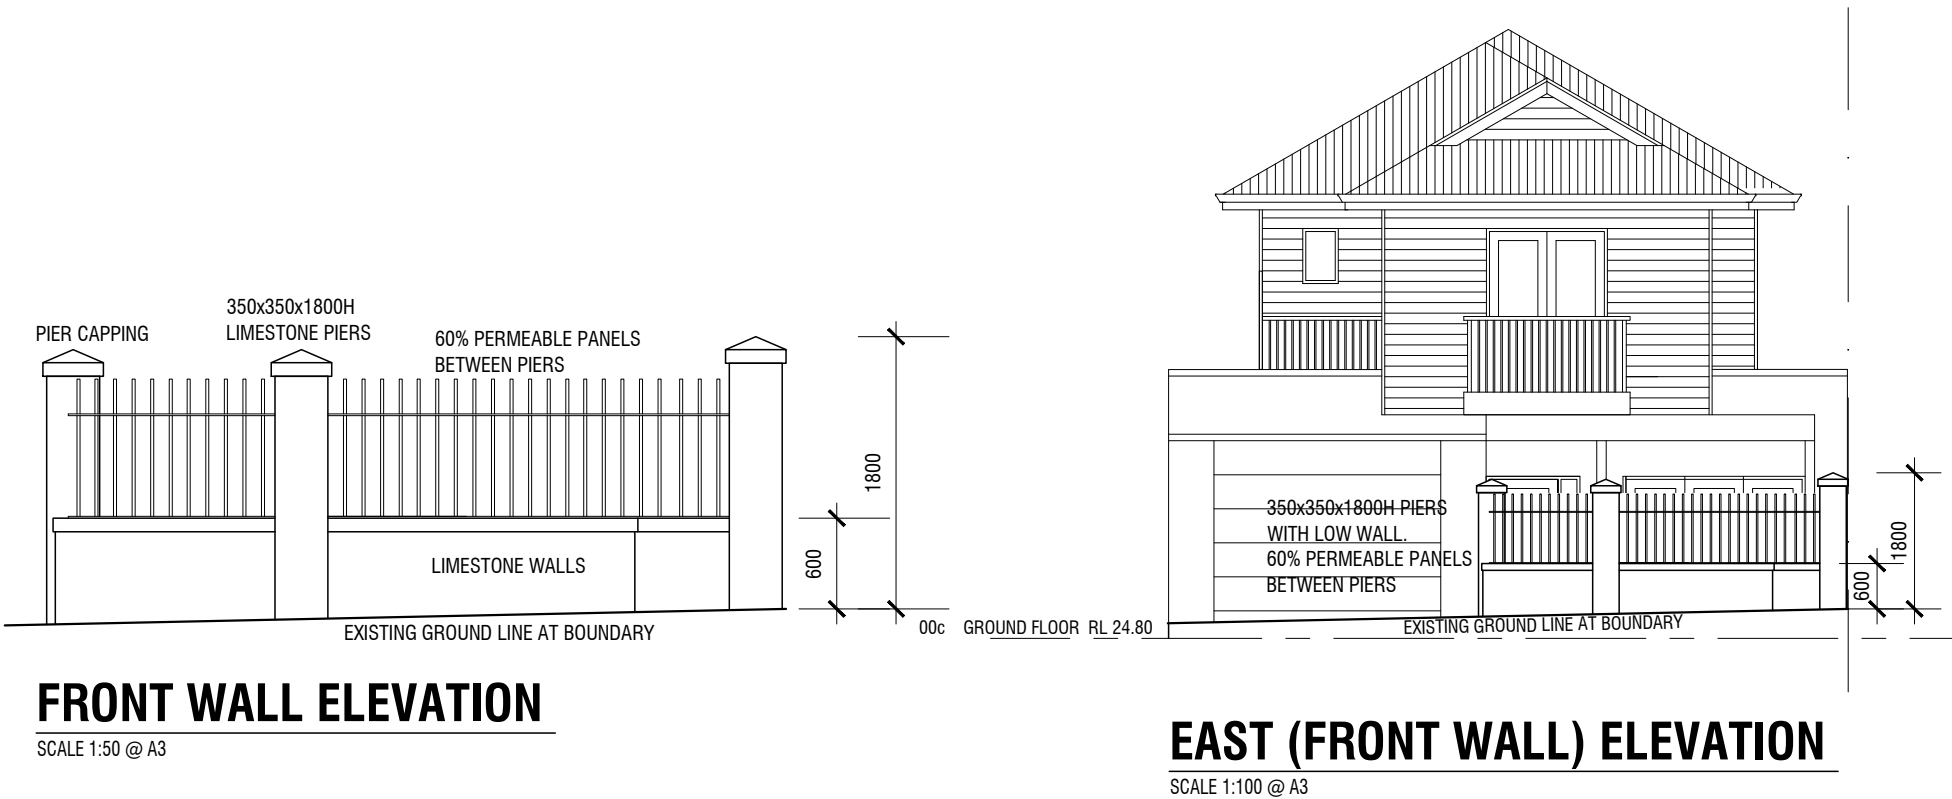 PIER CAPPING
350x350x1800H
LIMESTONE PIERS
60% PERMEABLE PANELS
BETWEEN PIERS
LIMESTONE WALLS
600
1800
EXISTING GROUND LINE AT BOUNDARY
FRONT WALL ELEVATION
SCALE 1:50 @ A3
00c GROUND FLOOR RL 24.80
350x350x1800H PIERS
WITH LOW WALL.
60% PERMEABLE PANELS
BETWEEN PIERS
600
1800
EXISTING GROUND LINE AT BOUNDARY
EAST (FRONT WALL) ELEVATION
SCALE 1:100 @ A3